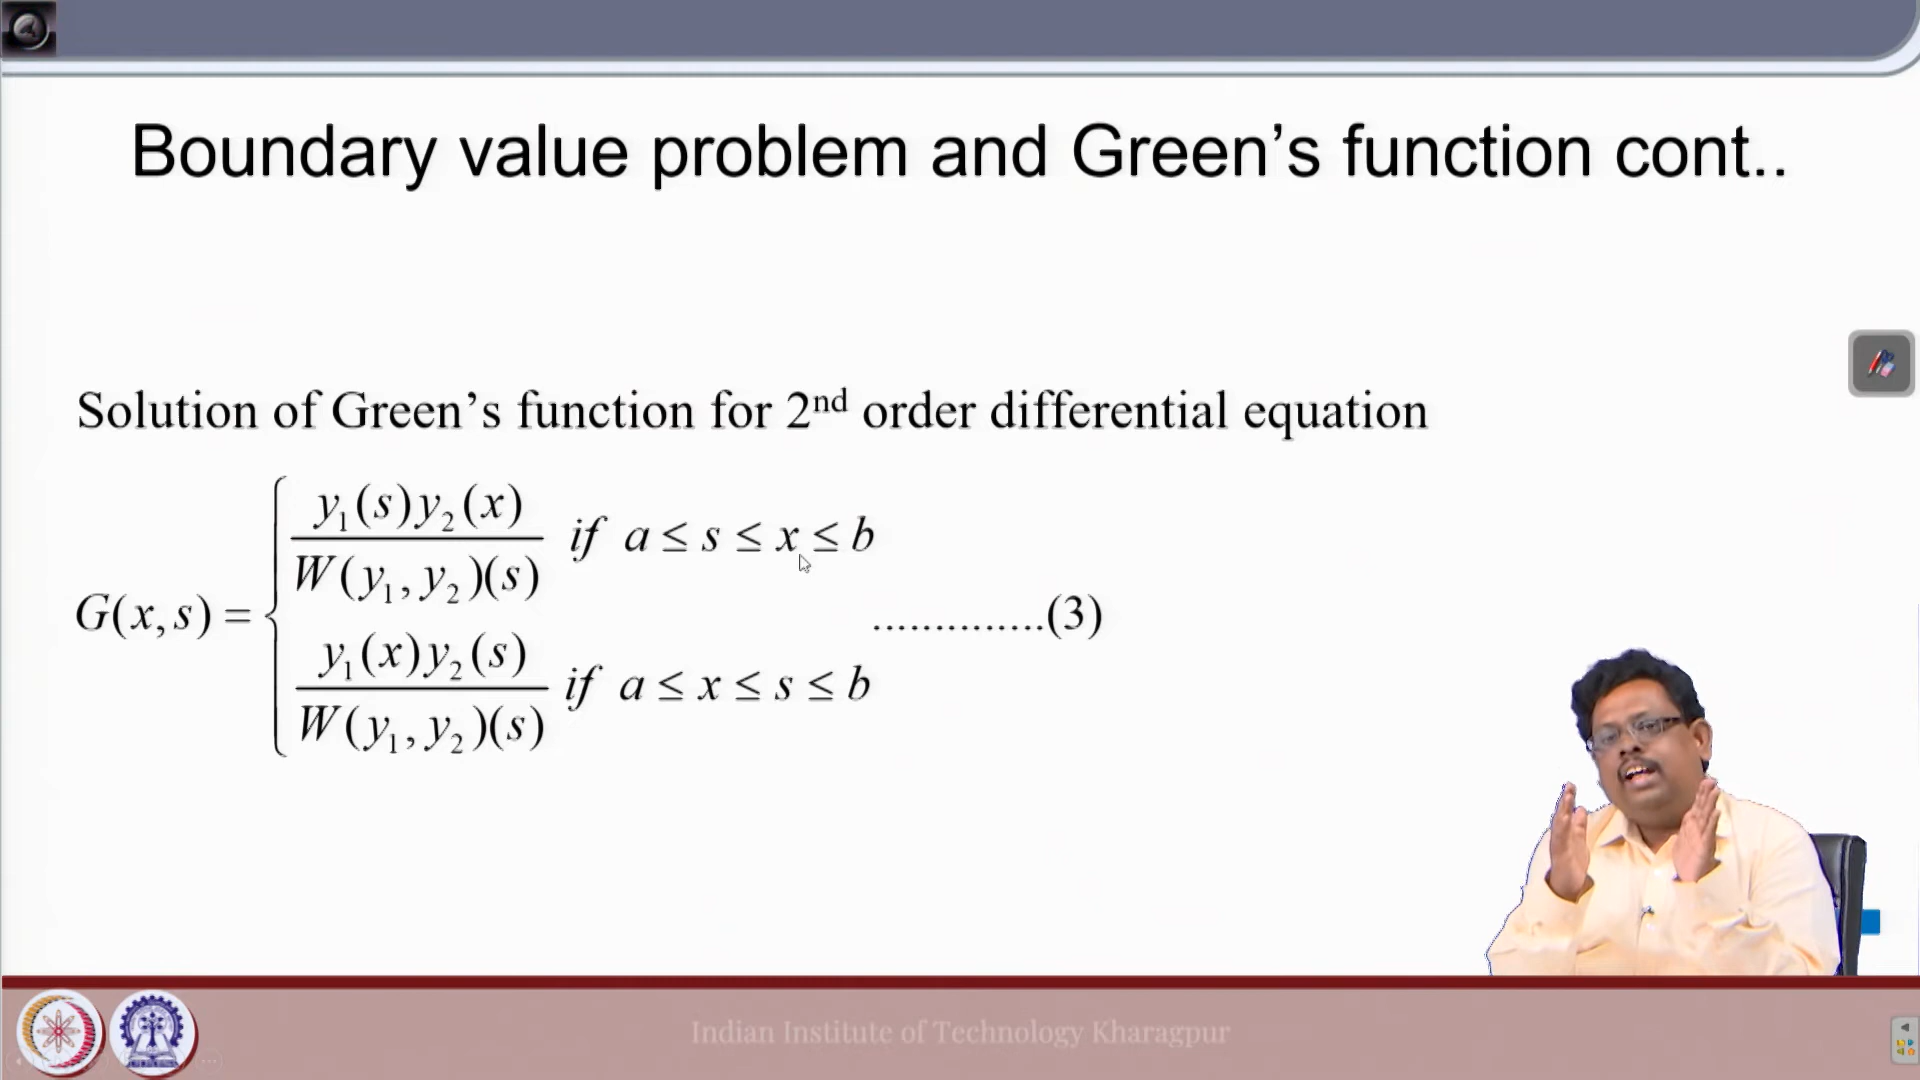 Boundary value problem and Green’s function cont..
Solution of Green’s function for 2nd order differential equation
G(x,s) = { y₁(s)y₂(x) / W(y₁, y₂)(s) if a ≤ s ≤ x ≤ b
y₁(x)y₂(s) / W(y₁, y₂)(s) if a ≤ x ≤ s ≤ b
..............(3)
Indian Institute of Technology Kharagpur